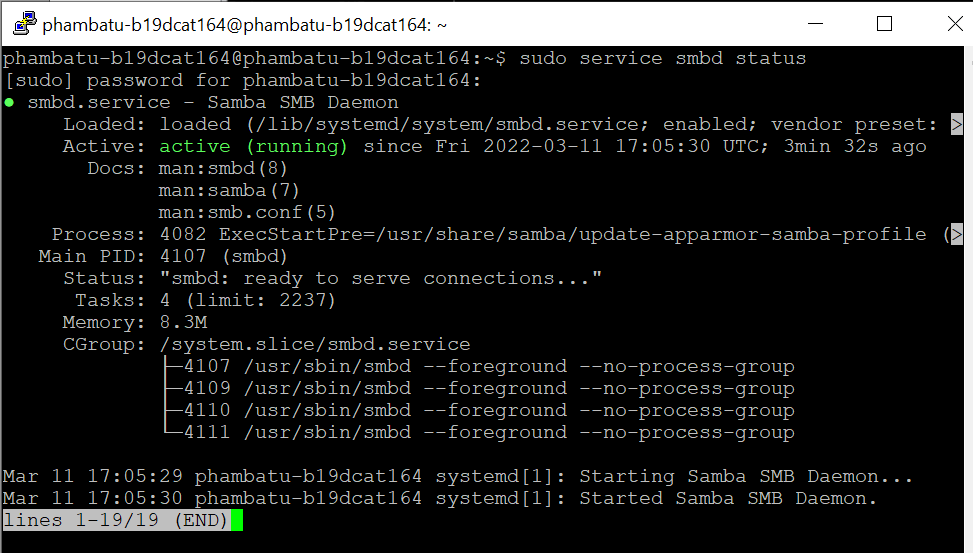 phambatu-b19dcat164@phambatu-b19dcat164: ~
phambatu-b19dcat164@phambatu-b19dcat164:~$ sudo service smbd status
[sudo] password for phambatu-b19dcat164:
● smbd.service - Samba SMB Daemon
     Loaded: loaded (/lib/systemd/system/smbd.service; enabled; vendor preset: >
     Active: active (running) since Fri 2022-03-11 17:05:30 UTC; 3min 32s ago
       Docs: man:smbd(8)
             man:samba(7)
             man:smb.conf(5)
    Process: 4082 ExecStartPre=/usr/share/samba/update-apparmor-samba-profile (>
   Main PID: 4107 (smbd)
     Status: "smbd: ready to serve connections..."
      Tasks: 4 (limit: 2237)
     Memory: 8.3M
     CGroup: /system.slice/smbd.service
             ├─4107 /usr/sbin/smbd --foreground --no-process-group
             ├─4109 /usr/sbin/smbd --foreground --no-process-group
             ├─4110 /usr/sbin/smbd --foreground --no-process-group
             └─4111 /usr/sbin/smbd --foreground --no-process-group
Mar 11 17:05:29 phambatu-b19dcat164 systemd[1]: Starting Samba SMB Daemon...
Mar 11 17:05:30 phambatu-b19dcat164 systemd[1]: Started Samba SMB Daemon.
lines 1-19/19 (END)